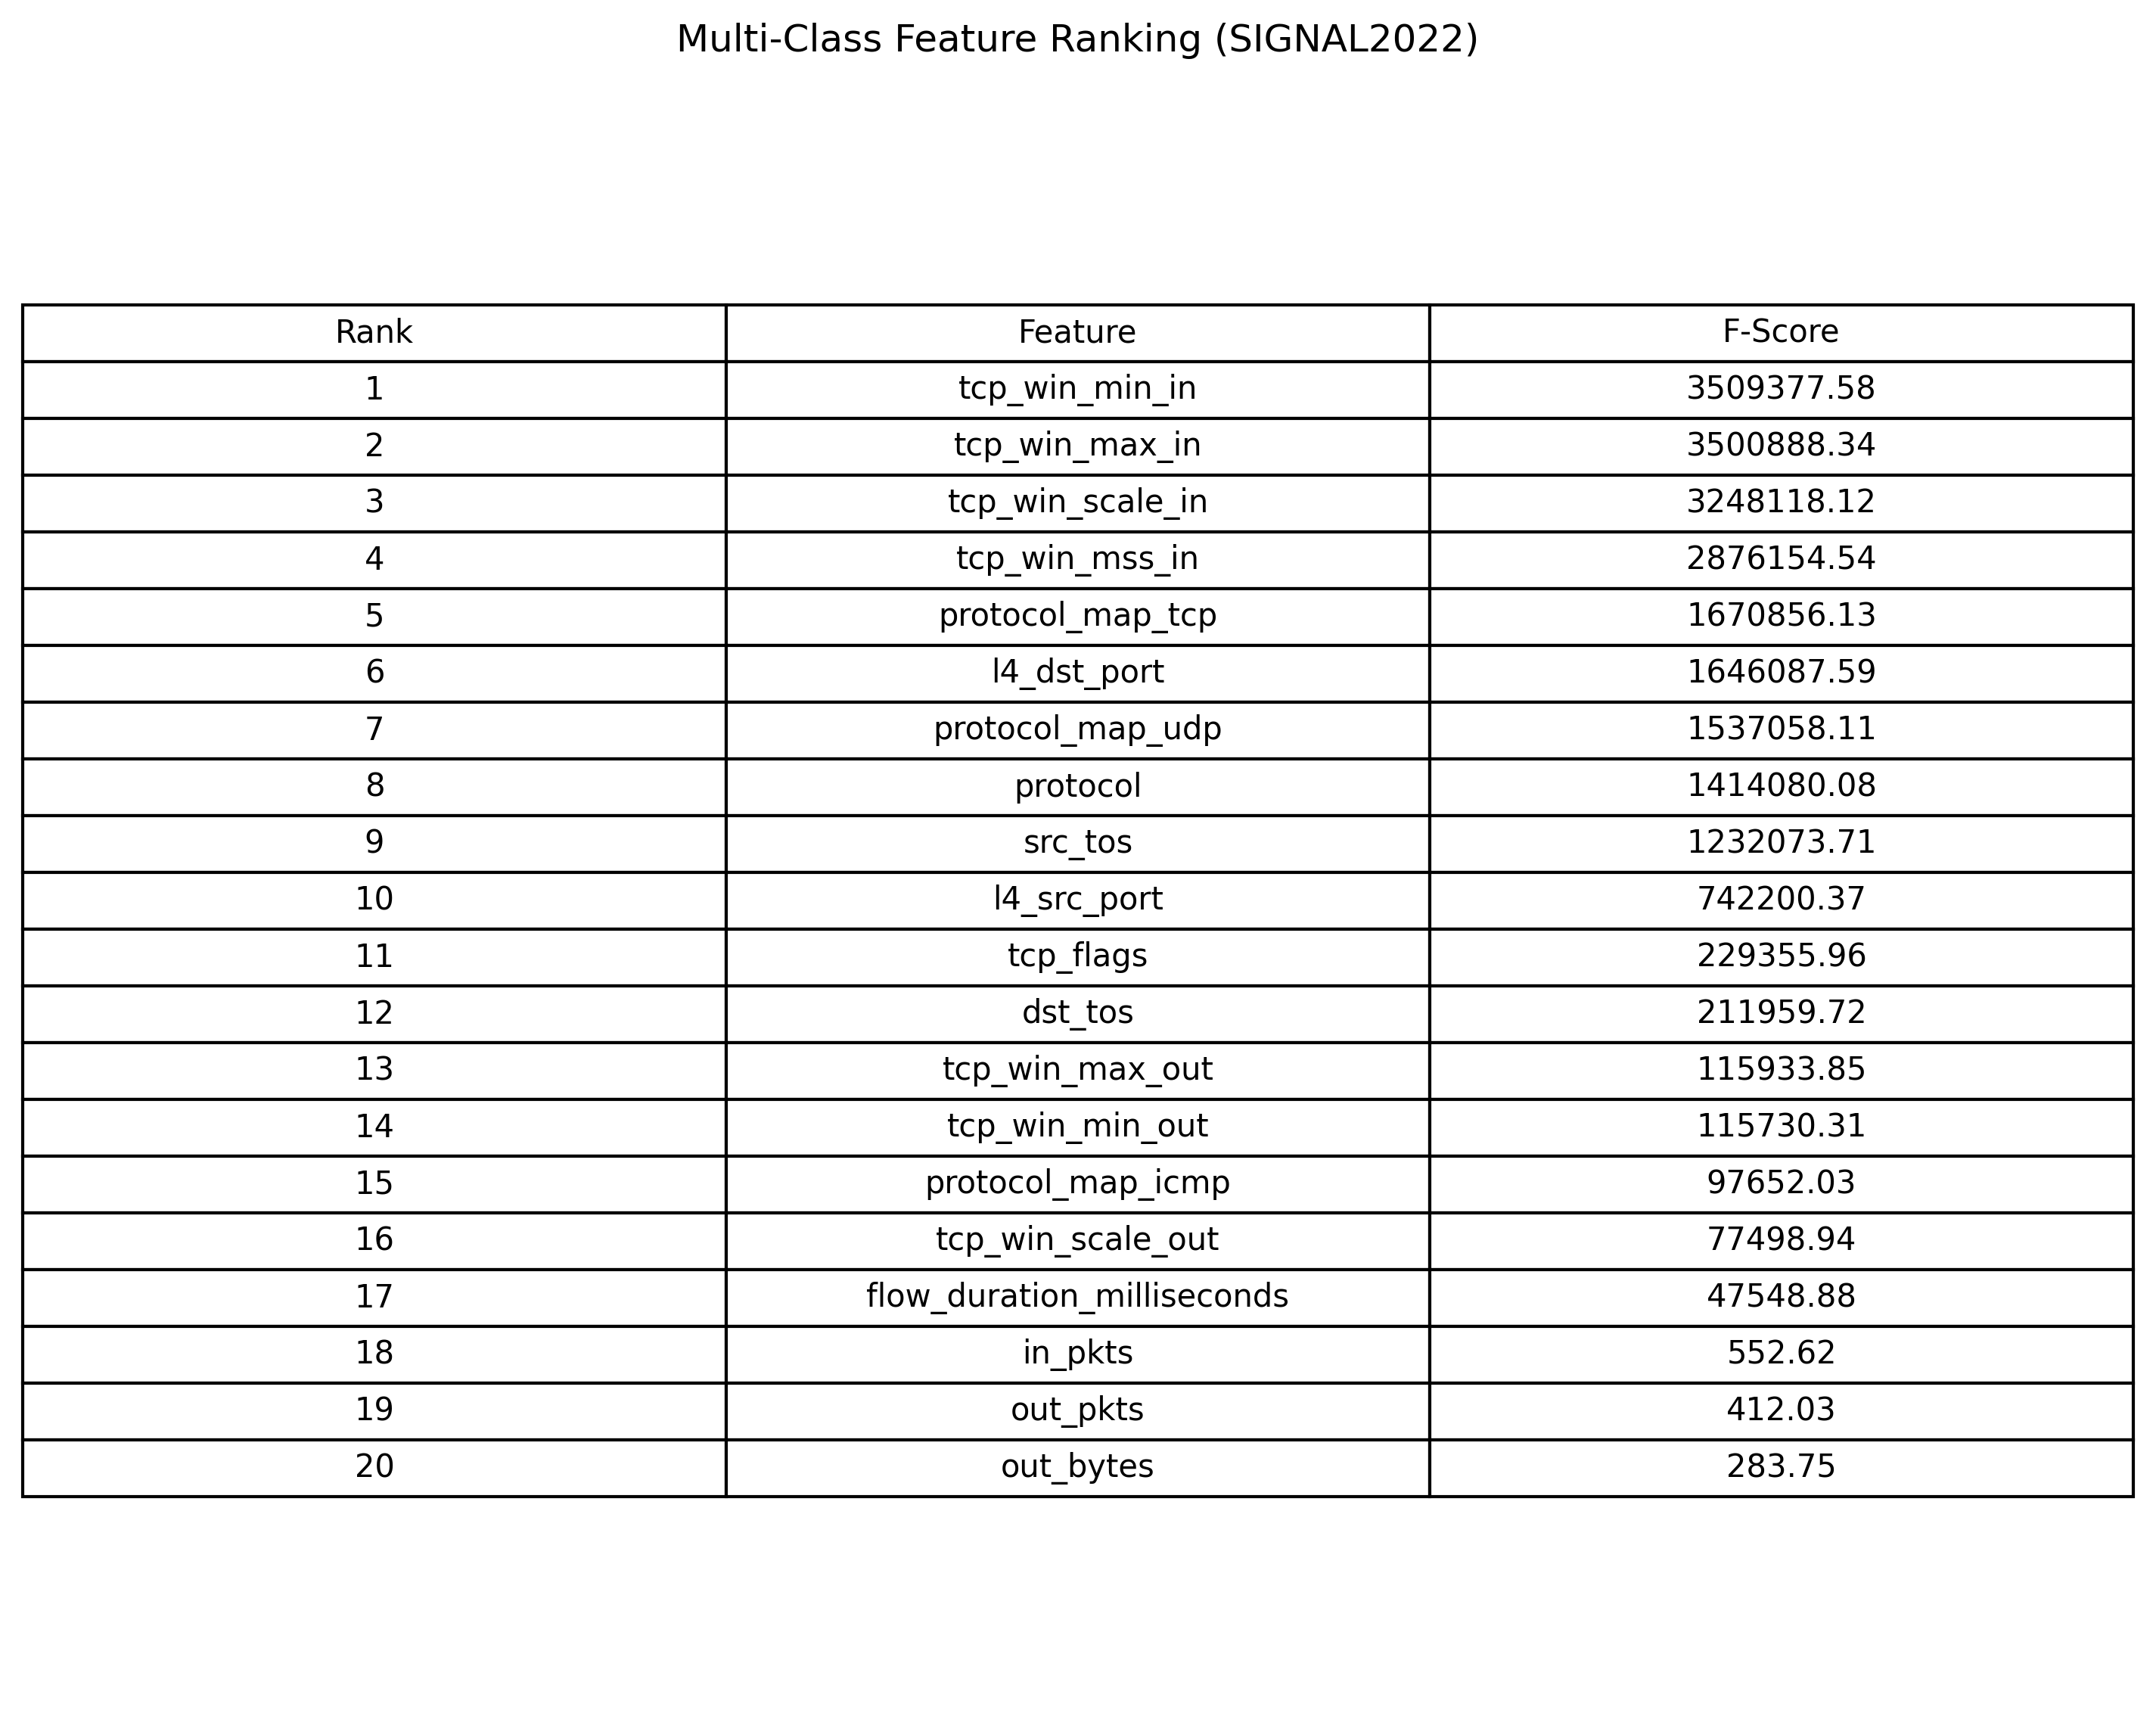 Multi-Class Feature Ranking (SIGNAL2022)
Rank Feature F-Score
1 tcp_win_min_in 3509377.58
2 tcp_win_max_in 3500888.34
3 tcp_win_scale_in 3248118.12
4 tcp_win_mss_in 2876154.54
5 protocol_map_tcp 1670856.13
6 l4_dst_port 1646087.59
7 protocol_map_udp 1537058.11
8 protocol 1414080.08
9 src_tos 1232073.71
10 l4_src_port 742200.37
11 tcp_flags 229355.96
12 dst_tos 211959.72
13 tcp_win_max_out 115933.85
14 tcp_win_min_out 115730.31
15 protocol_map_icmp 97652.03
16 tcp_win_scale_out 77498.94
17 flow_duration_milliseconds 47548.88
18 in_pkts 552.62
19 out_pkts 412.03
20 out_bytes 283.75